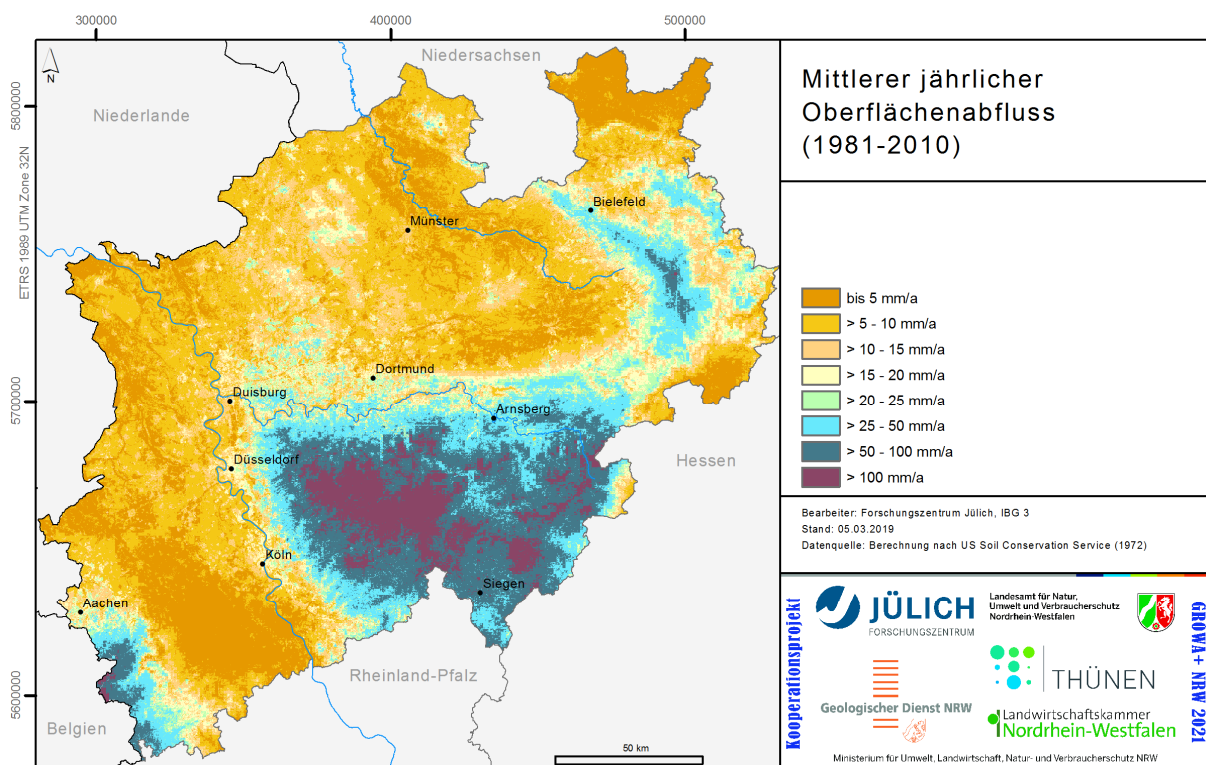 300000
400000
500000
5800000
5700000
5600000
ETRS 1989 UTM Zone 32N
N
Niedersachsen
Niederlande
Bielefeld
Münster
Dortmund
Duisburg
Arnsberg
Düsseldorf
Hessen
Köln
Siegen
Aachen
Rheinland-Pfalz
Belgien
50 km
Mittlerer jährlicher
Oberflächenabfluss
(1981-2010)
bis 5 mm/a
> 5 - 10 mm/a
> 10 - 15 mm/a
> 15 - 20 mm/a
> 20 - 25 mm/a
> 25 - 50 mm/a
> 50 - 100 mm/a
> 100 mm/a
Bearbeiter: Forschungszentrum Jülich, IBG 3
Stand: 05.03.2019
Datenquelle: Berechnung nach US Soil Conservation Service (1972)
Kooperationsprojekt
JÜLICH
FORSCHUNGSZENTRUM
Landesamt für Natur,
Umwelt und Verbraucherschutz
Nordrhein-Westfalen
GROWA+ NRW 2021
Geologischer Dienst NRW
THÜNEN
Landwirtschaftskammer
Nordrhein-Westfalen
Ministerium für Umwelt, Landwirtschaft, Natur- und Verbraucherschutz NRW